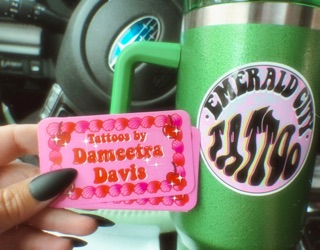 Tattoos by
Dameetra
Davis
EMERALD CITY
TATTOO